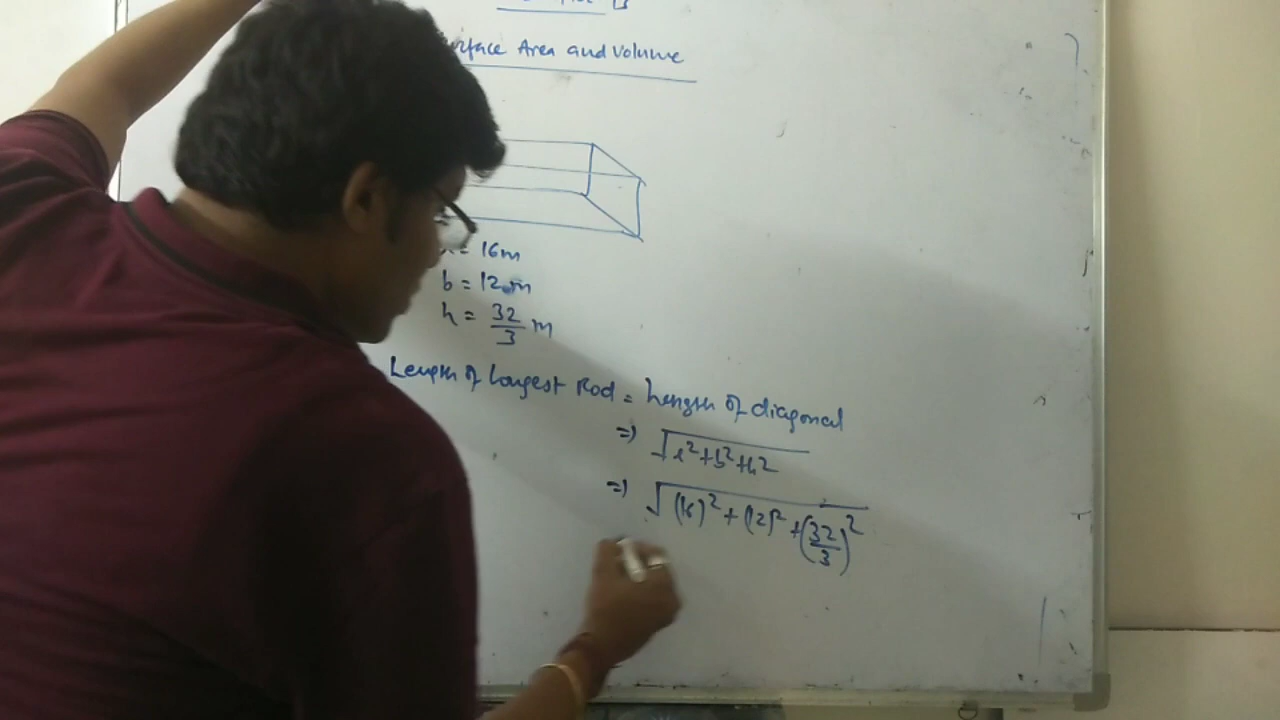 Area and Volume
= 16m
b = 12m
h = 32/3 m
Length of Longest Rod = Length of diagonal
=) √l²+b²+h²
=) √(16)²+(12)²+(32/3)²